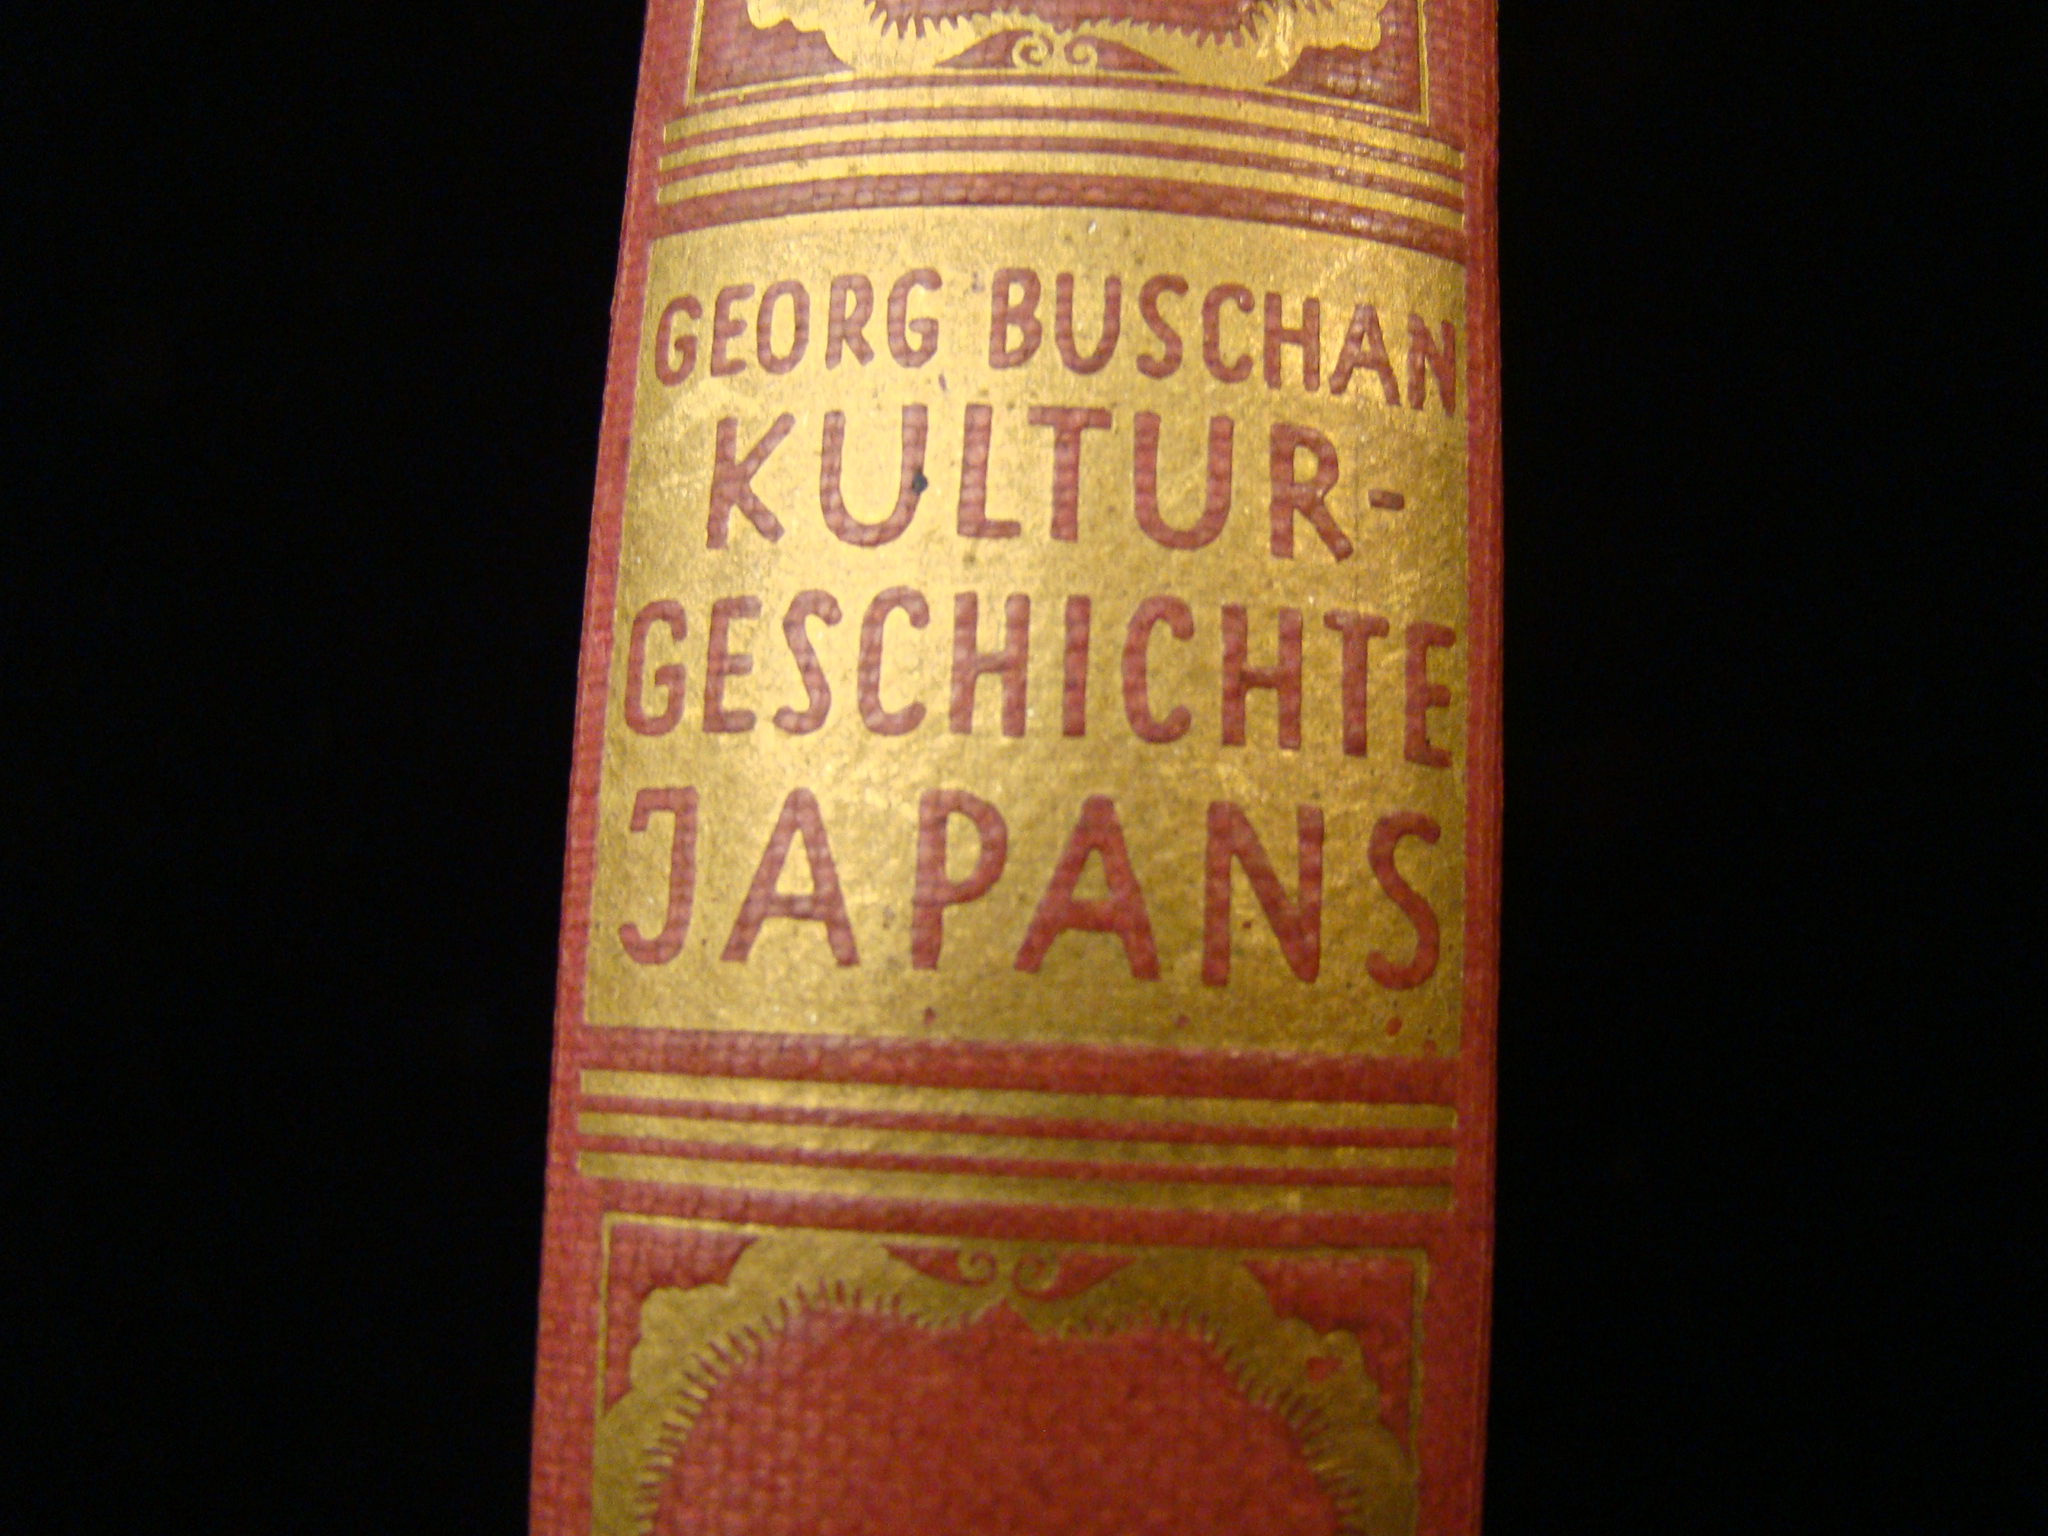 GEORG BUSCHAN
KULTUR-
GESCHICHTE
JAPANS